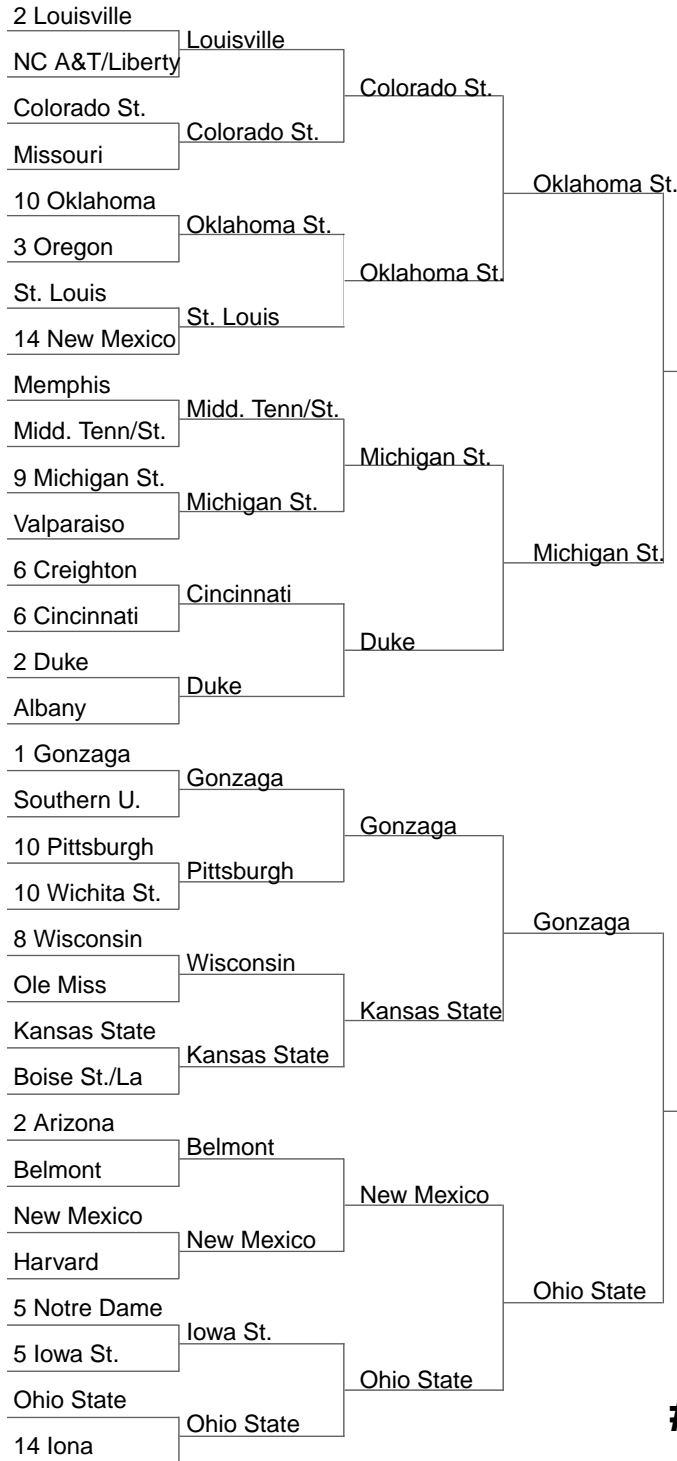 2 Louisville
NC A&T/Liberty
Colorado St.
Missouri
10 Oklahoma
3 Oregon
St. Louis
14 New Mexico
Memphis
Midd. Tenn/St.
9 Michigan St.
Valparaiso
6 Creighton
6 Cincinnati
2 Duke
Albany
1 Gonzaga
Southern U.
10 Pittsburgh
10 Wichita St.
8 Wisconsin
Ole Miss
Kansas State
Boise St./La
2 Arizona
Belmont
New Mexico
Harvard
5 Notre Dame
5 Iowa St.
Ohio State
14 Iona
Louisville
Colorado St.
Oklahoma St.
St. Louis
Midd. Tenn/St.
Michigan St.
Cincinnati
Duke
Gonzaga
Pittsburgh
Wisconsin
Kansas State
Belmont
New Mexico
Iowa St.
Ohio State
Colorado St.
Oklahoma St.
Michigan St.
Duke
Gonzaga
Kansas State
New Mexico
Ohio State
Oklahoma St.
Michigan St.
Gonzaga
Ohio State
#